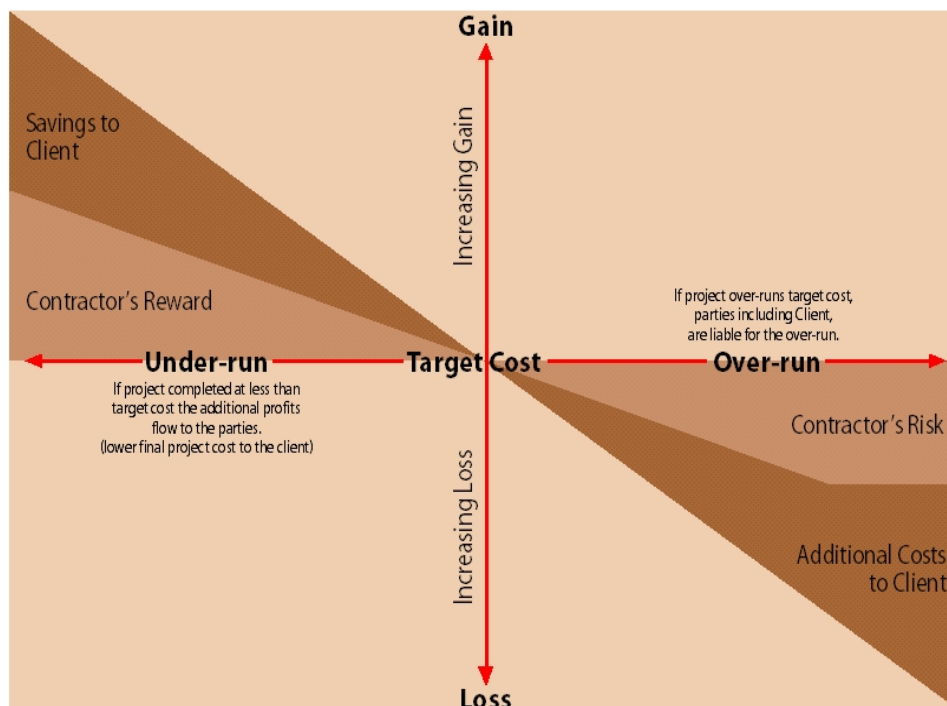 Gain
Savings to
Client
Increasing Gain
Contractor's Reward
If project over-runs target cost,
parties including Client,
are liable for the over-run.
Under-run
Target Cost
Over-run
If project completed at less than
target cost the additional profits
flow to the parties.
(lower final project cost to the client)
Contractor's Risk
Increasing Loss
Additional Costs
to Client
Loss